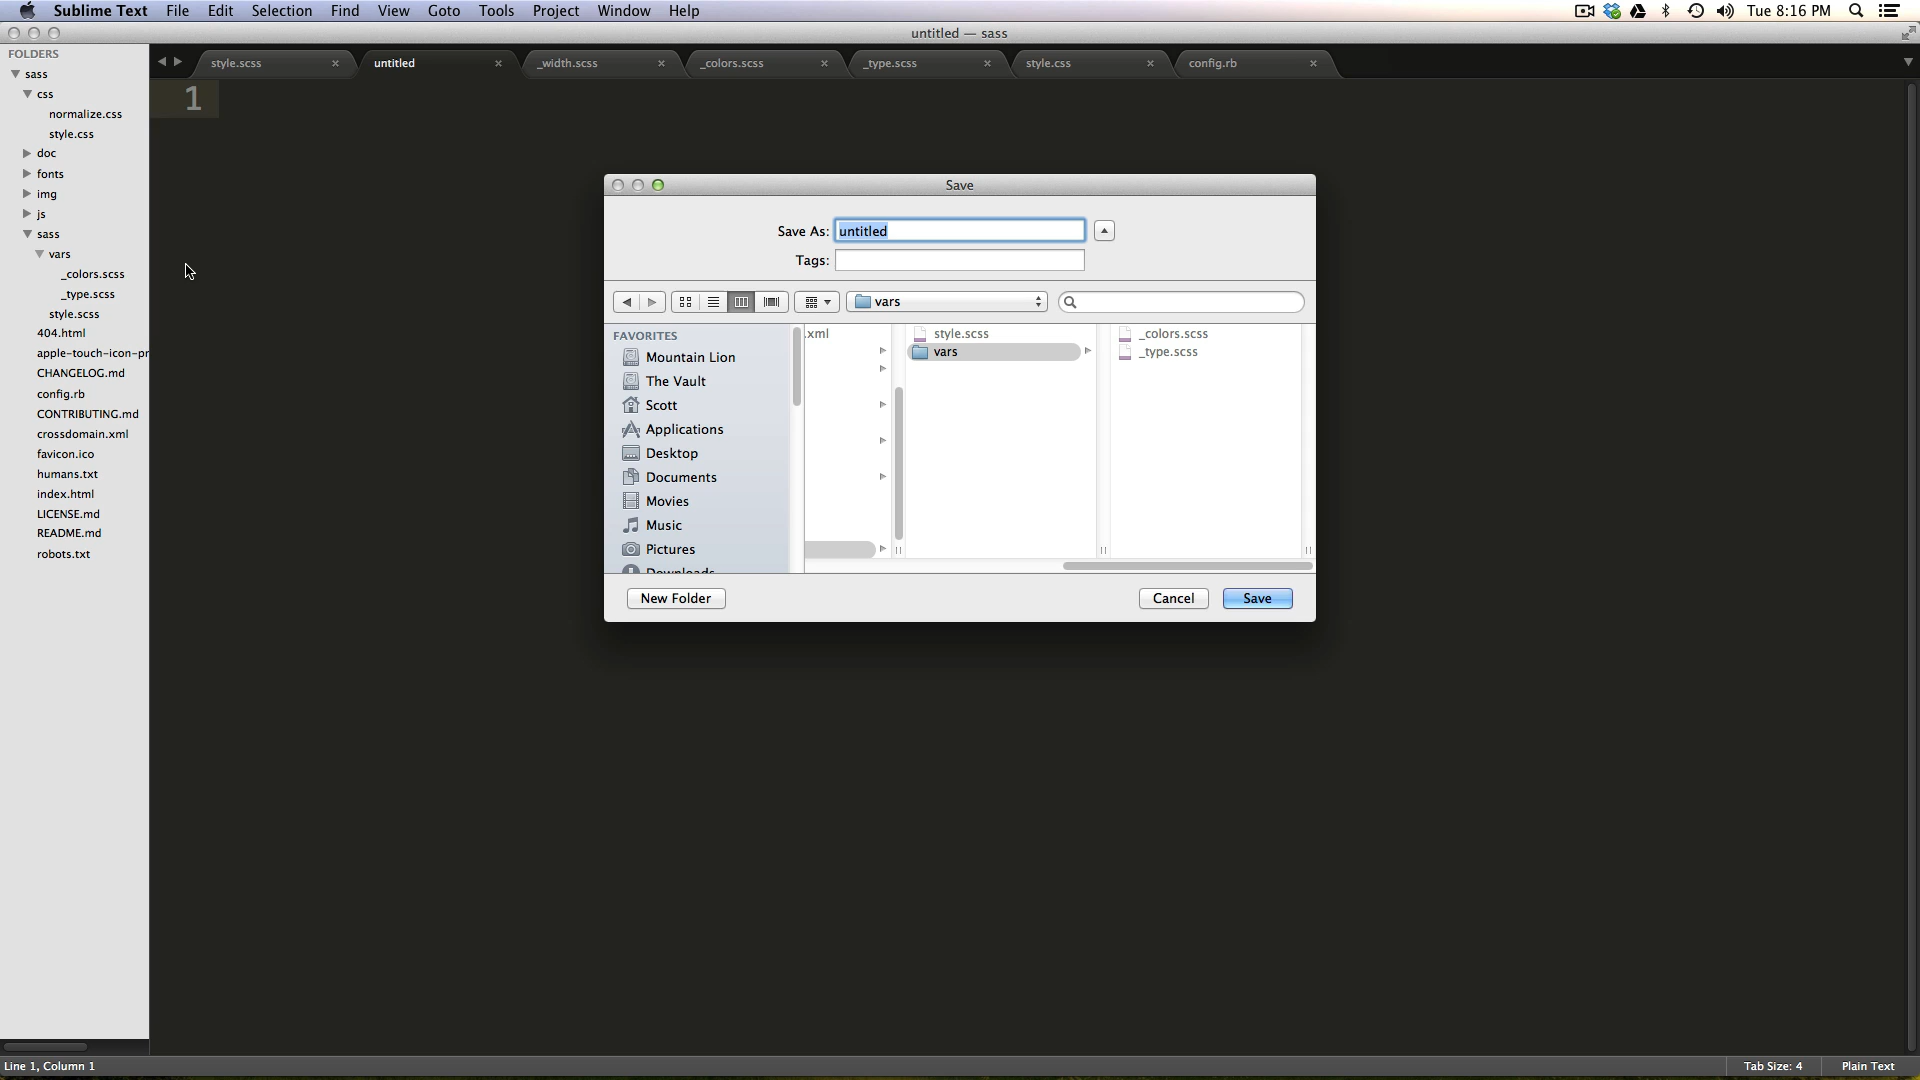 Sublime Text File Edit Selection Find View Goto Tools Project Window Help Tue 8:16 PM
untitled — sass
FOLDERS
sass
css
normalize.css
style.css
doc
fonts
img
js
sass
vars
_colors.scss
_type.scss
style.scss
404.html
apple-touch-icon-pr
CHANGELOG.md
config.rb
CONTRIBUTING.md
crossdomain.xml
favicon.ico
humans.txt
index.html
LICENSE.md
README.md
robots.txt
style.scss untitled _width.scss _colors.scss _type.scss style.css config.rb
1
Save
Save As: untitled
Tags:
vars
FAVORITES
Mountain Lion
The Vault
Scott
Applications
Desktop
Documents
Movies
Music
Pictures
Downloads
.xml
style.scss
vars
_colors.scss
_type.scss
New Folder Cancel Save
Line 1, Column 1 Tab Size: 4 Plain Text